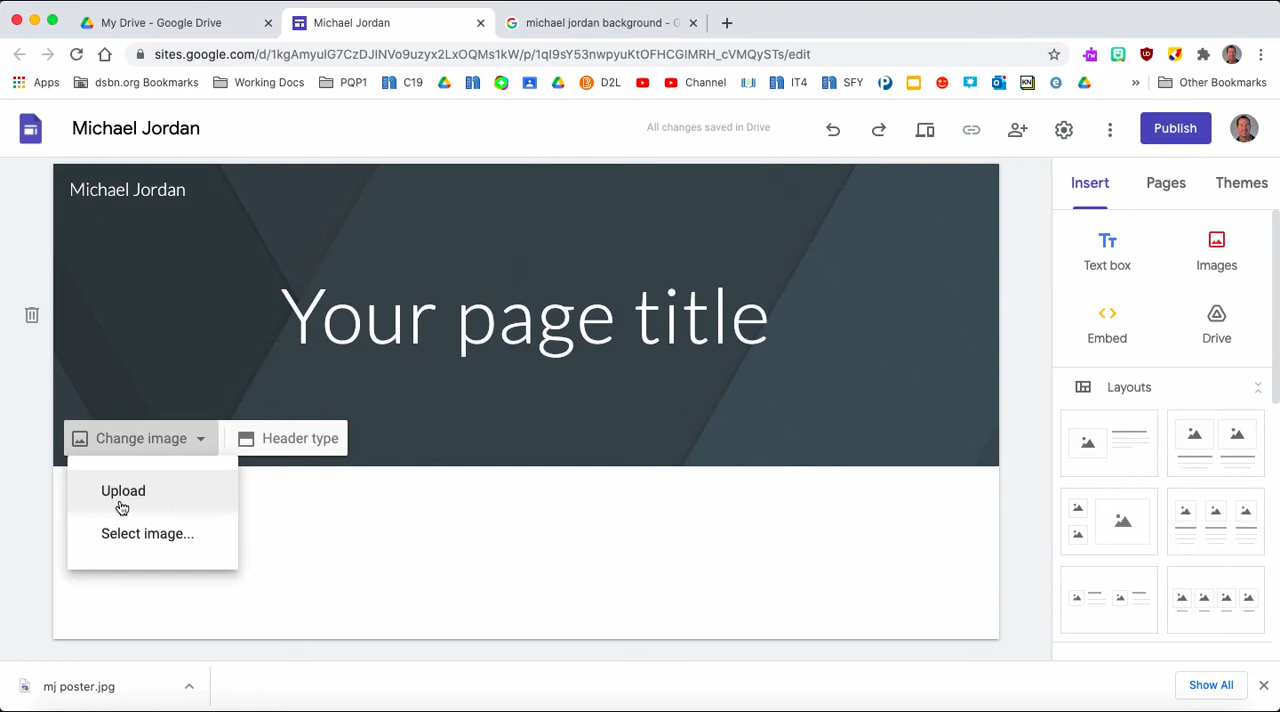 My Drive - Google Drive
Michael Jordan
michael jordan background - G
sites.google.com/d/1kgAmyulG7CzDJINVo9uzyx2LxOQMs1kW/p/1qI9sY53nwpyuKtOFHCGIMRH_cVMQySTs/edit
Apps
dsbn.org Bookmarks
Working Docs
PQP1
C19
D2L
Channel
IT4
SFY
»
Other Bookmarks
Michael Jordan
All changes saved in Drive
Publish
Michael Jordan
Your page title
Change image
Header type
Upload
Select image...
Insert
Pages
Themes
Text box
Images
Embed
Drive
Layouts
mj poster.jpg
Show All